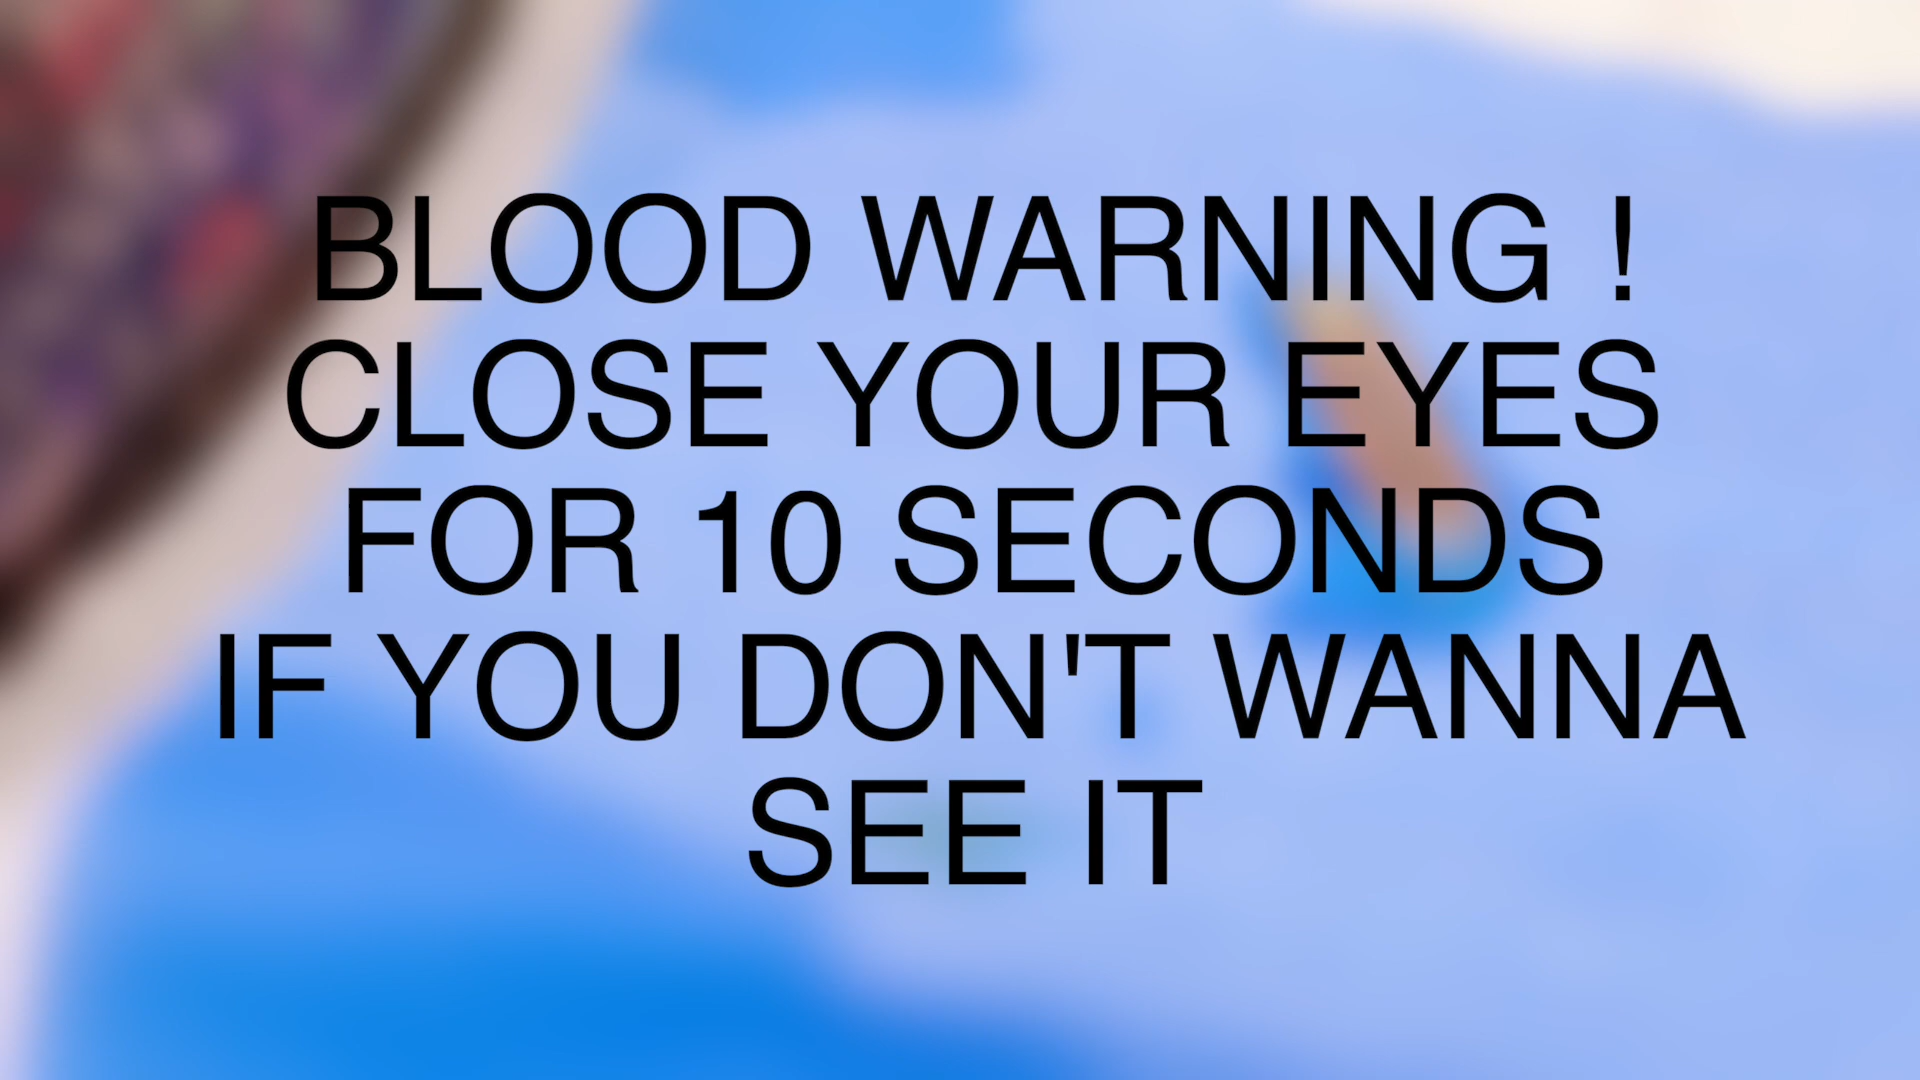 BLOOD WARNING !
CLOSE YOUR EYES
FOR 10 SECONDS
IF YOU DON'T WANNA
SEE IT